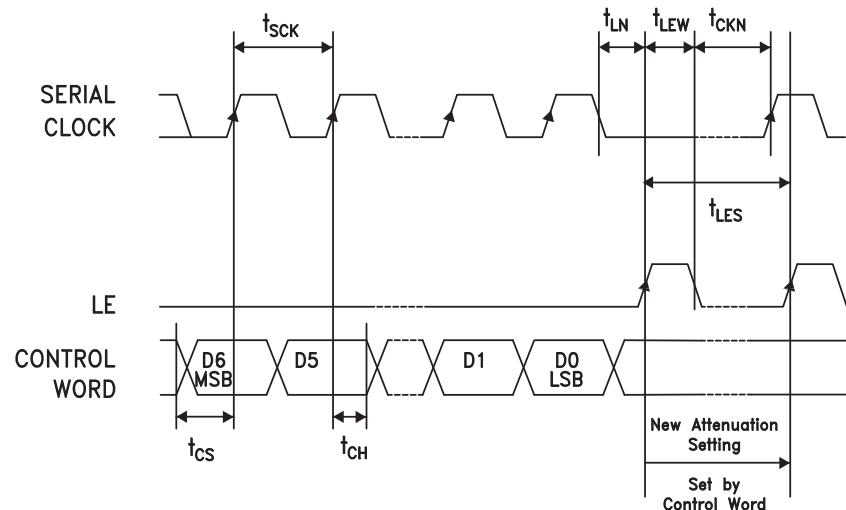 tSCK
tLN tLEW tCKN
SERIAL
CLOCK
tLES
LE
CONTROL
WORD
D6
MSB
D5
D1
D0
LSB
tCS
tCH
New Attenuation
Setting
Set by
Control Word